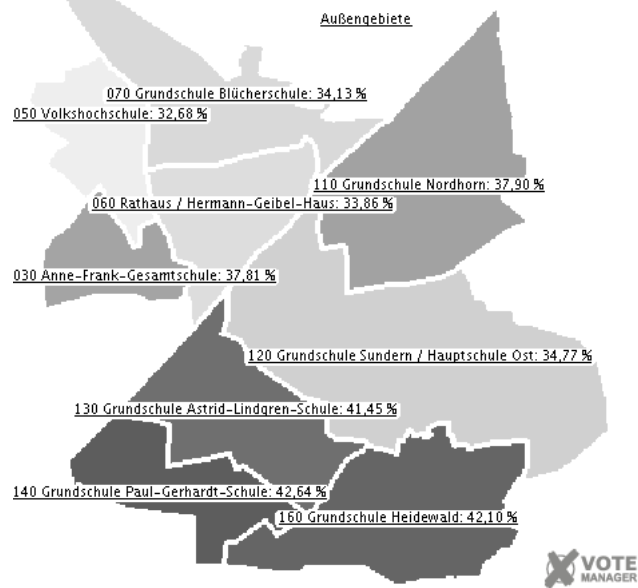 Außengebiete
070 Grundschule Blücherschule: 34,13 %
050 Volkshochschule: 32,68 %
110 Grundschule Nordhorn: 37,90 %
060 Rathaus / Hermann-Geibel-Haus: 33,86 %
030 Anne-Frank-Gesamtschule: 37,81 %
120 Grundschule Sundern / Hauptschule Ost: 34,77 %
130 Grundschule Astrid-Lindgren-Schule: 41,45 %
140 Grundschule Paul-Gerhardt-Schule: 42,64 %
160 Grundschule Heidewald: 42,10 %
VOTE
MANAGER